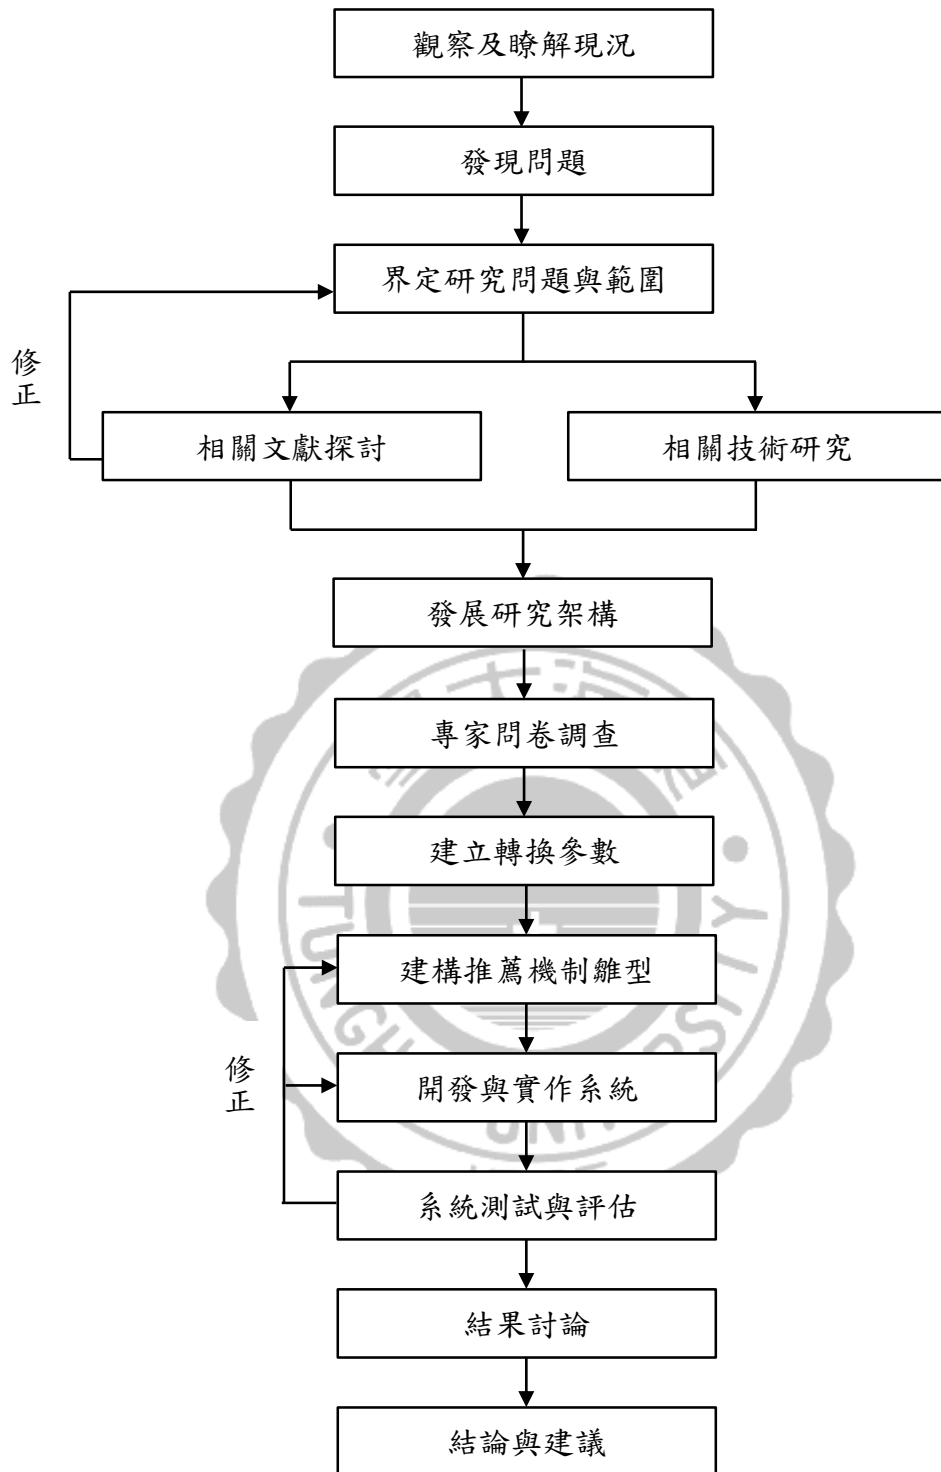 觀察及瞭解現況
發現問題
界定研究問題與範圍
修正
相關文獻探討
相關技術研究
發展研究架構
專家問卷調查
建立轉換參數
建構推薦機制雛型
修正
開發與實作系統
系統測試與評估
結果討論
結論與建議